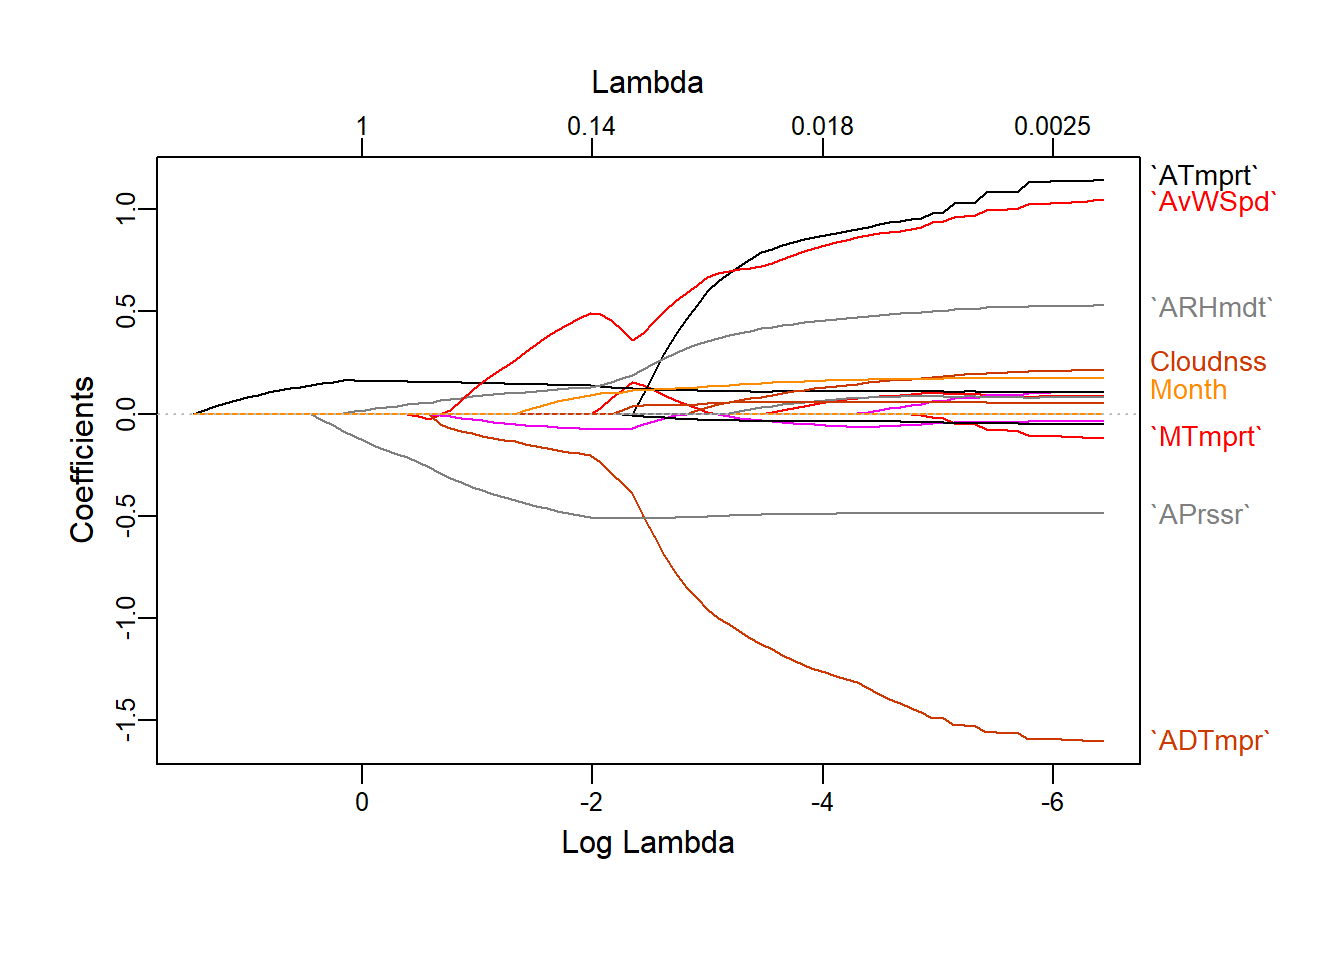 Lambda
1 0.14 0.018 0.0025
Coefficients
1.0
0.5
0.0
-0.5
-1.0
-1.5
`ATmprt`
`AvWSpd`
`ARHmdt`
Cloudnss
Month
`MTmprt`
`APrssr`
`ADTmpr`
0 -2 -4 -6
Log Lambda